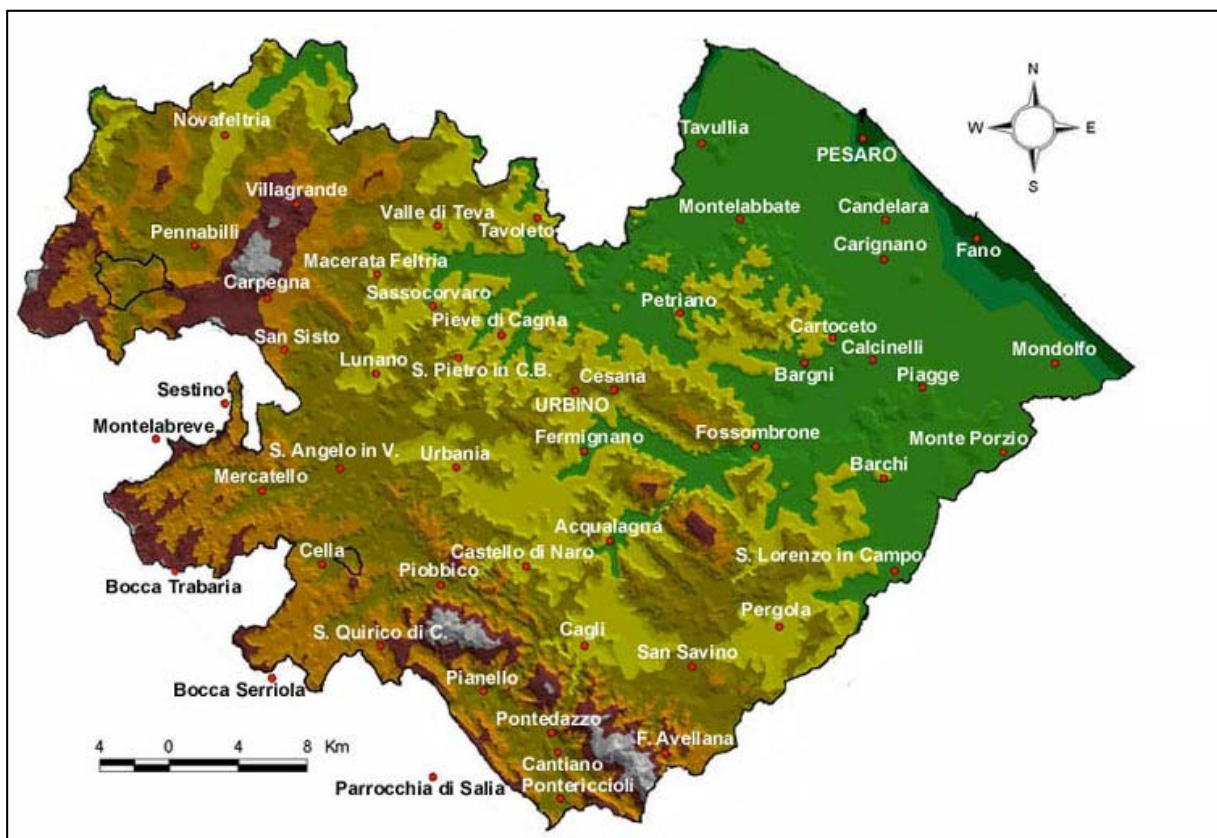 N
W
E
S
Novafeltria
Tavullia
PESARO
Villagrande
Valle di Teva
Tavoleto
Montelabbate
Candelara
Pennabilli
Carignano
Fano
Macerata Feltria
Carpegna
Sassocorvaro
Petriano
Pieve di Cagna
Cartoceto
San Sisto
Calcinelli
Mondolfo
Lunano
S. Pietro in C.B.
Cesana
Bargni
Piagge
Sestino
URBINO
Montelabreve
Fermignano
Fossombrone
Monte Porzio
S. Angelo in V.
Urbania
Barchi
Mercatello
Acqualagna
Cella
Castello di Naro
S. Lorenzo in Campo
Bocca Trabaria
Piobbico
Pergola
S. Quirico di C.
Cagli
San Savino
Bocca Serriola
Pianello
Pontedazzo
F. Avellana
4 0 4 8 Km
Cantiano
Parrocchia di Salia
Pontericcioli